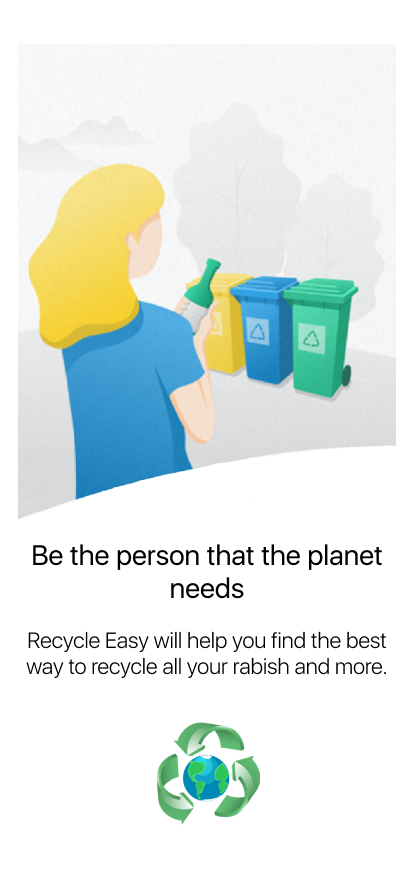 Be the person that the planet
needs
Recycle Easy will help you find the best
way to recycle all your rabish and more.